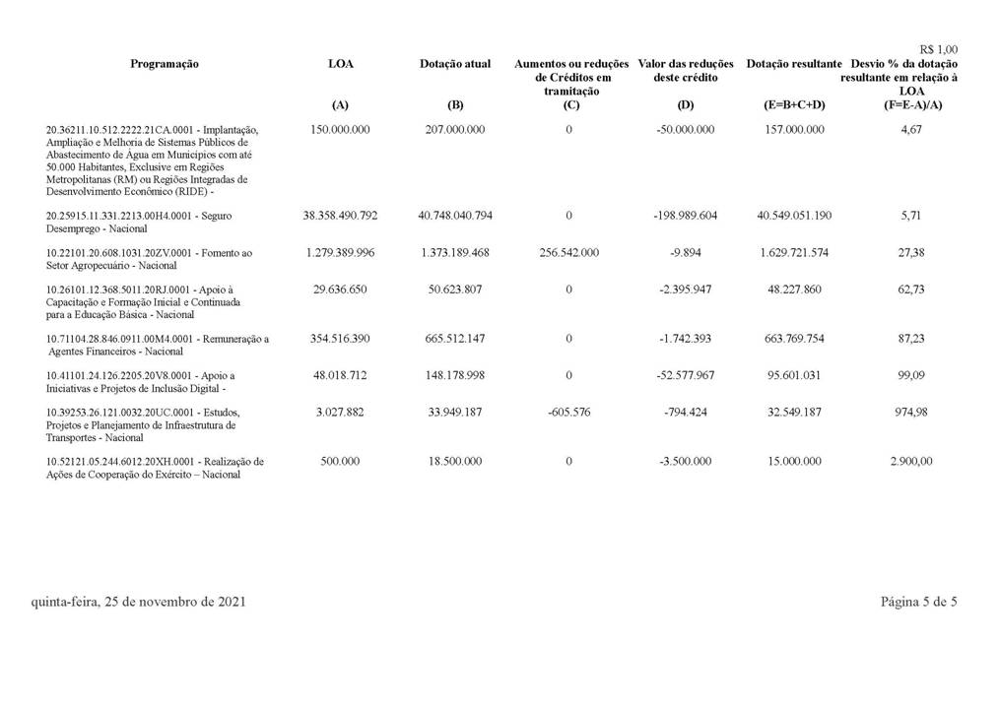 R$ 1,00
Programação LOA Dotação atual Aumentos ou reduções Valor das reduções Dotação resultante Desvio % da dotação
de Créditos em deste crédito resultante em relação à
tramitação LOA
(A) (B) (C) (D) (E=B+C+D) (F=E-A)/A)
20.36211.10.512.2222.21CA.0001 - Implantação, 150.000.000 207.000.000 0 -50.000.000 157.000.000 4,67
Ampliação e Melhoria de Sistemas Públicos de
Abastecimento de Água em Municípios com até
50.000 Habitantes, Exclusive em Regiões
Metropolitanas (RM) ou Regiões Integradas de
Desenvolvimento Econômico (RIDE) -
20.25915.11.331.2213.00H4.0001 - Seguro 38.358.490.792 40.748.040.794 0 -198.989.604 40.549.051.190 5,71
Desemprego - Nacional
10.22101.20.608.1031.20ZV.0001 - Fomento ao 1.279.389.996 1.373.189.468 256.542.000 -9.894 1.629.721.574 27,38
Setor Agropecuário - Nacional
10.26101.12.368.5011.20RJ.0001 - Apoio à 29.636.650 50.623.807 0 -2.395.947 48.227.860 62,73
Capacitação e Formação Inicial e Continuada
para a Educação Básica - Nacional
10.71104.28.846.0911.00M4.0001 - Remuneração a 354.516.390 665.512.147 0 -1.742.393 663.769.754 87,23
Agentes Financeiros - Nacional
10.41101.24.126.2205.20V8.0001 - Apoio a 48.018.712 148.178.998 0 -52.577.967 95.601.031 99,09
Iniciativas e Projetos de Inclusão Digital -
10.39253.26.121.0032.20UC.0001 - Estudos, 3.027.882 33.949.187 -605.576 -794.424 32.549.187 974,98
Projetos e Planejamento de Infraestrutura de
Transportes - Nacional
10.52121.05.244.6012.20XH.0001 - Realização de 500.000 18.500.000 0 -3.500.000 15.000.000 2.900,00
Ações de Cooperação do Exército – Nacional
quinta-feira, 25 de novembro de 2021 Página 5 de 5